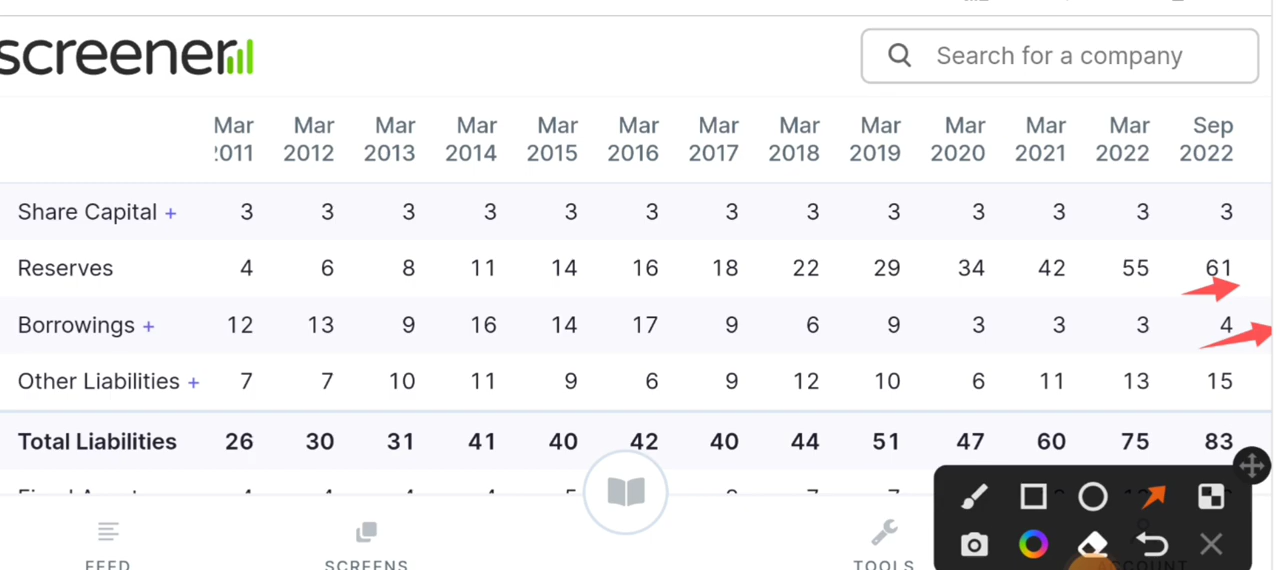 screener
Search for a company
Mar Mar Mar Mar Mar Mar Mar Mar Mar Mar Mar Mar Sep
2012 2013 2014 2015 2016 2017 2018 2019 2020 2021 2022 2022
Share Capital + 3 3 3 3 3 3 3 3 3 3 3 3 3
Reserves 4 6 8 11 14 16 18 22 29 34 42 55 61
Borrowings + 12 13 9 16 14 17 9 6 9 3 3 3 4
Other Liabilities + 7 7 10 11 9 6 9 12 10 6 11 13 15
Total Liabilities 26 30 31 41 40 42 40 44 51 47 60 75 83
FEED SCREENS TOOLS ACCOUNT